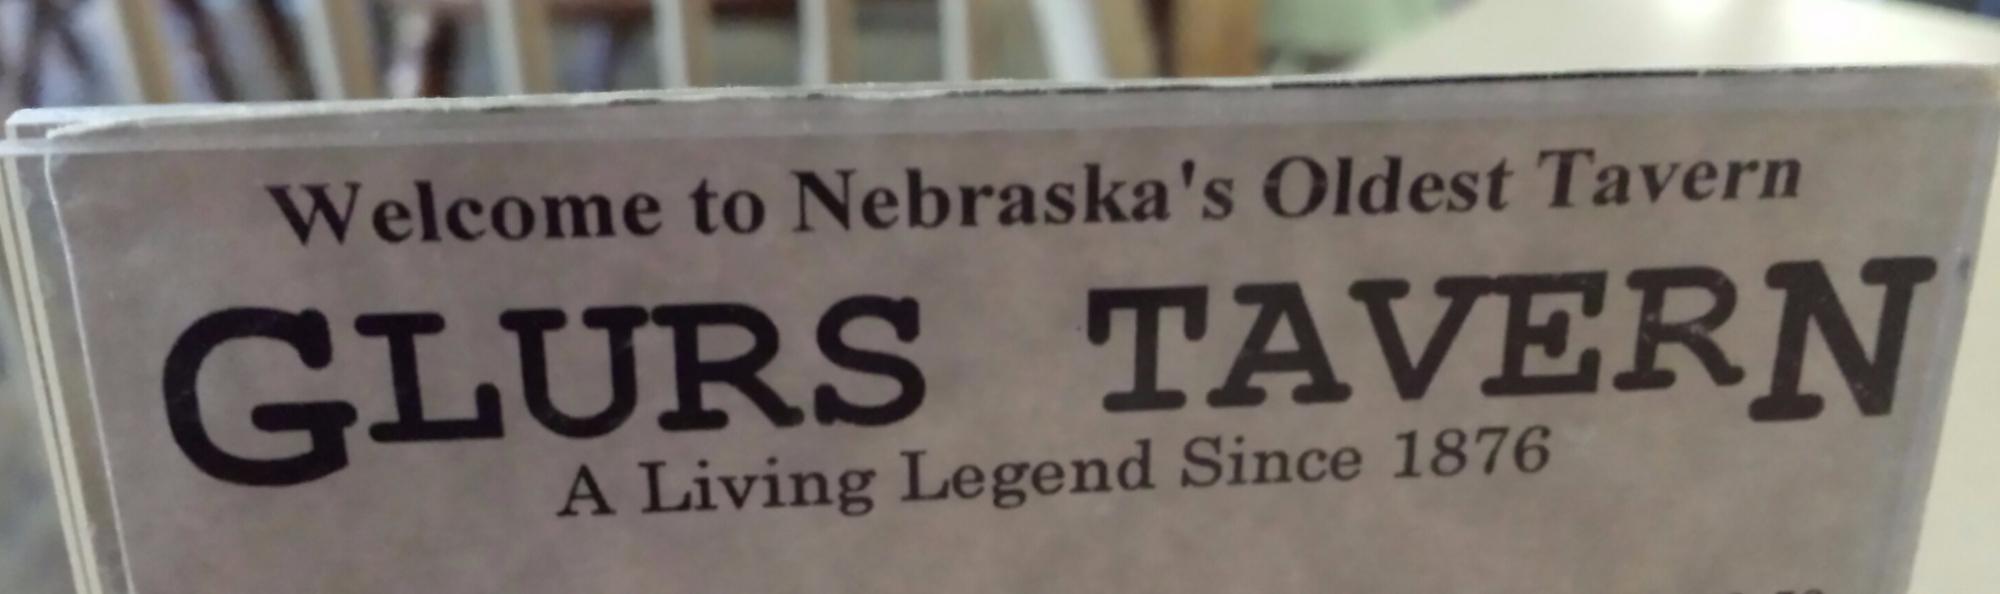 Welcome to Nebraska's Oldest Tavern
GLURS TAVERN
A Living Legend Since 1876